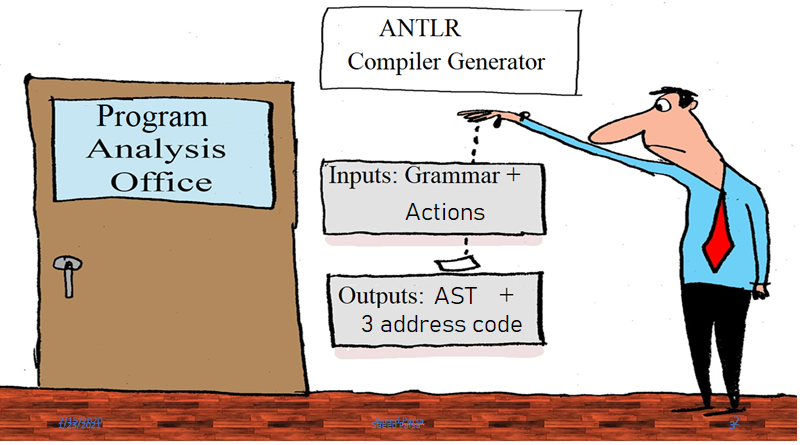 ANTLR
Compiler Generator
Program
Analysis
Office
Inputs: Grammar +
Actions
Outputs: AST +
3 address code